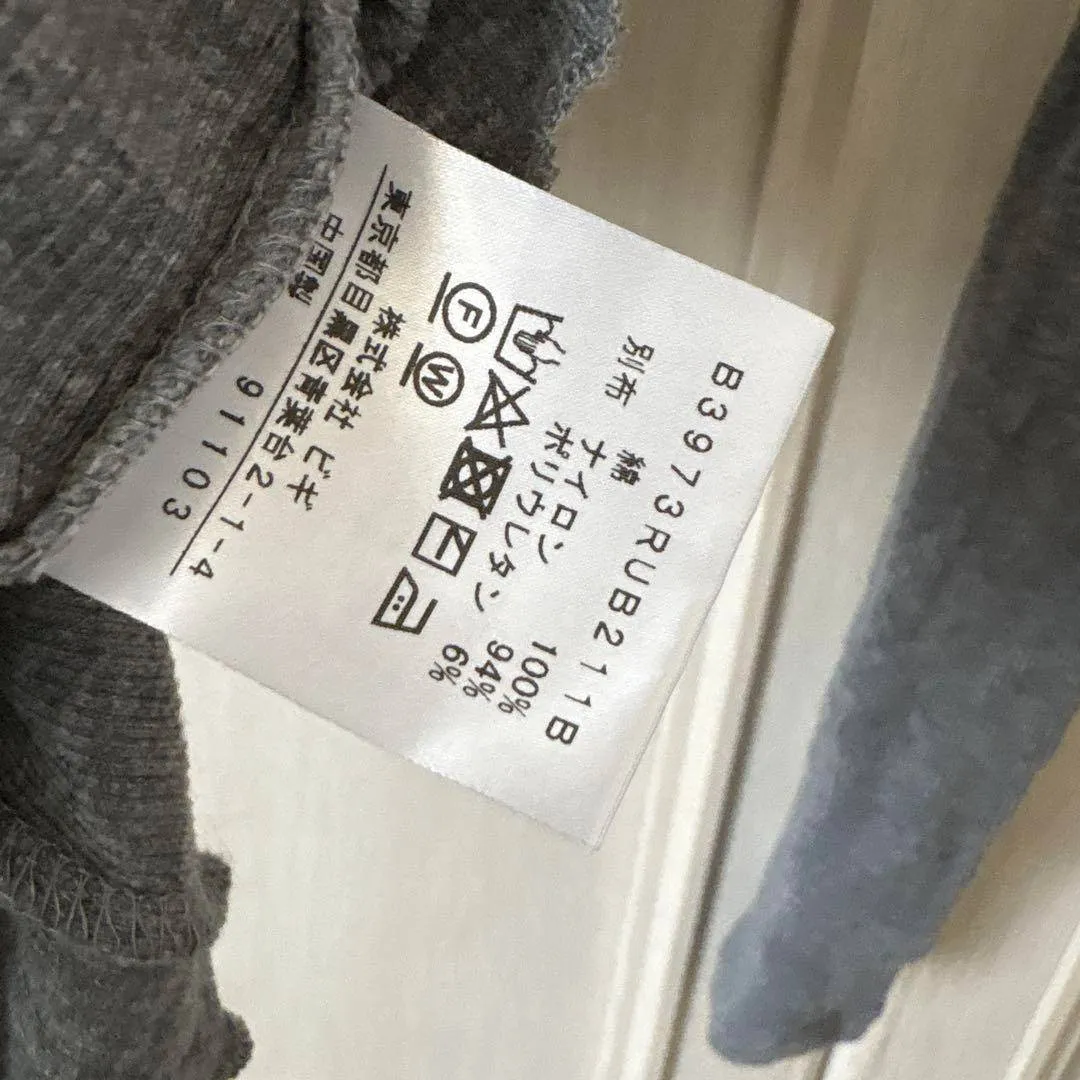 B3973RUB211B
綿 100%
別布 ナイロン 94%
ポリウレタン 6%
F
W
株式会社 ビギ
東京都目黒区青葉台2-1-4
中国製 91103